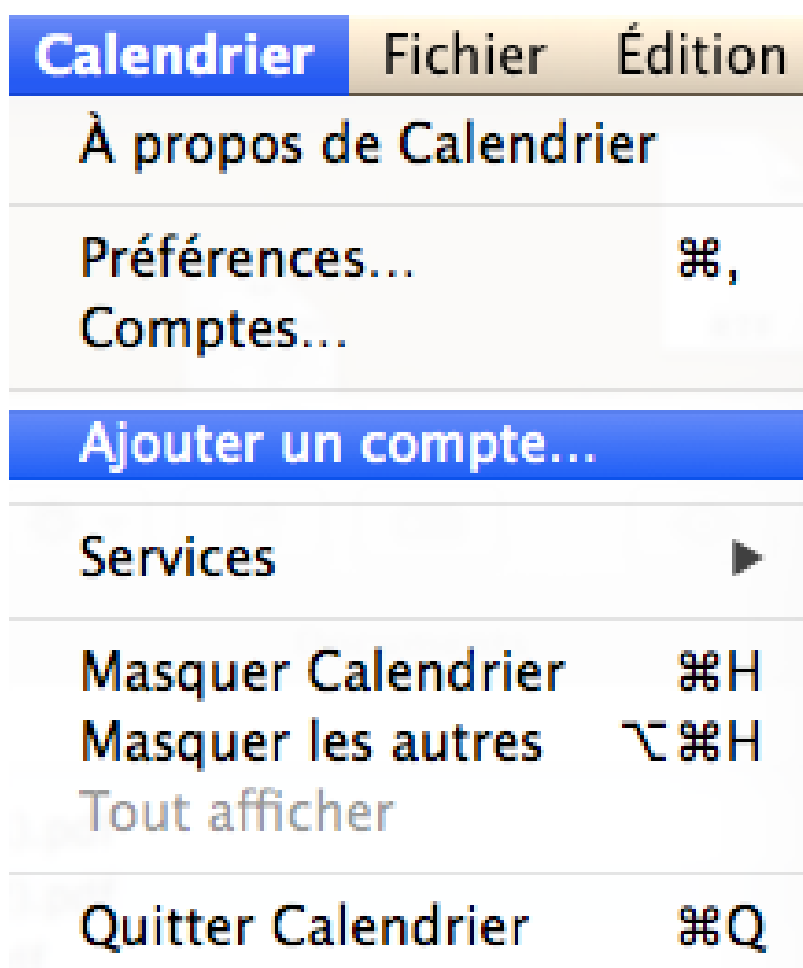 Calendrier Fichier Édition
À propos de Calendrier
Préférences... ⌘,
Comptes...
Ajouter un compte...
Services ▶
Masquer Calendrier ⌘H
Masquer les autres ⌥⌘H
Tout afficher
Quitter Calendrier ⌘Q